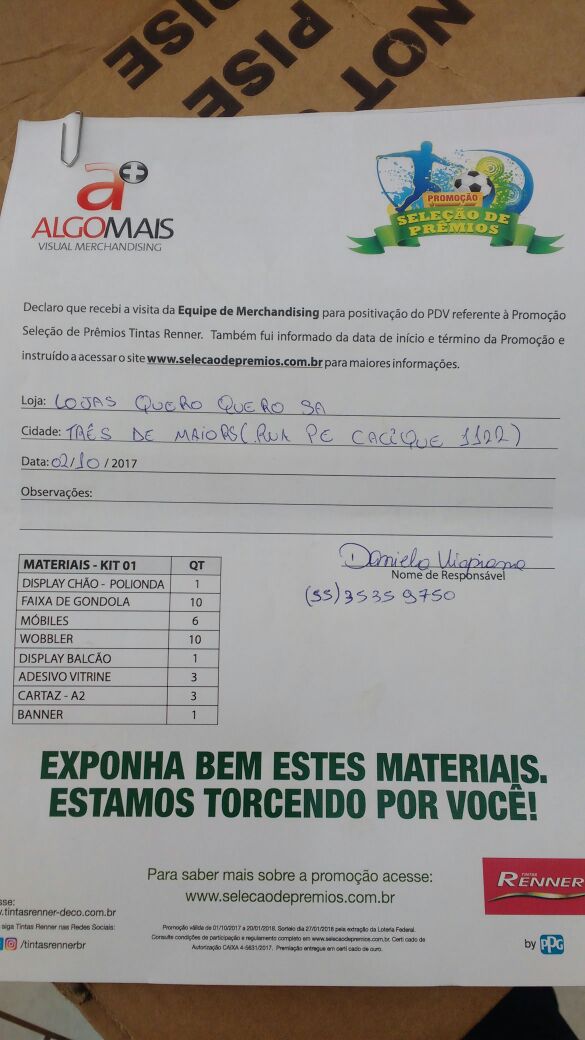 NOT
PISE
PISE
a+
ALGOMAIS
VISUAL MERCHANDISING
PROMOÇÃO
SELEÇÃO DE
PRÊMIOS
Declaro que recebi a visita da Equipe de Merchandising para positivação do PDV referente à Promoção
Seleção de Prêmios Tintas Renner. Também fui informado da data de início e término da Promoção e
instruído a acessar o site www.selecaodepremios.com.br para maiores informações.
Loja: LOJAS QUERO QUERO SA
Cidade: TRÊS DE MAIORS (RUA PE CACIQUE 1122)
Data: 02/10 / 2017
Observações:
Daniela Viapiana
Nome de Responsável
(55) 3535 9750
MATERIAIS - KIT 01 QT
DISPLAY CHÃO - POLIONDA 1
FAIXA DE GONDOLA 10
MÓBILES 6
WOBBLER 10
DISPLAY BALCÃO 1
ADESIVO VITRINE 3
CARTAZ - A2 3
BANNER 1
EXPONHA BEM ESTES MATERIAIS.
ESTAMOS TORCENDO POR VOCÊ!
Para saber mais sobre a promoção acesse:
www.selecaodepremios.com.br
TINTAS
RENNER
by PPG
sse:
.tintasrenner-deco.com.br
siga Tintas Renner nas Redes Sociais:
/tintasrennerbr
Promoção válida de 01/10/2017 a 20/01/2018. Sorteio dia 27/01/2018 pela extração da Loteria Federal.
Consulte condições de participação e regulamento completo em www.selecaodepremios.com.br. Certi cado de
Autorização CAIXA 4-5631/2017. Premiação entregue em certi cado de ouro.